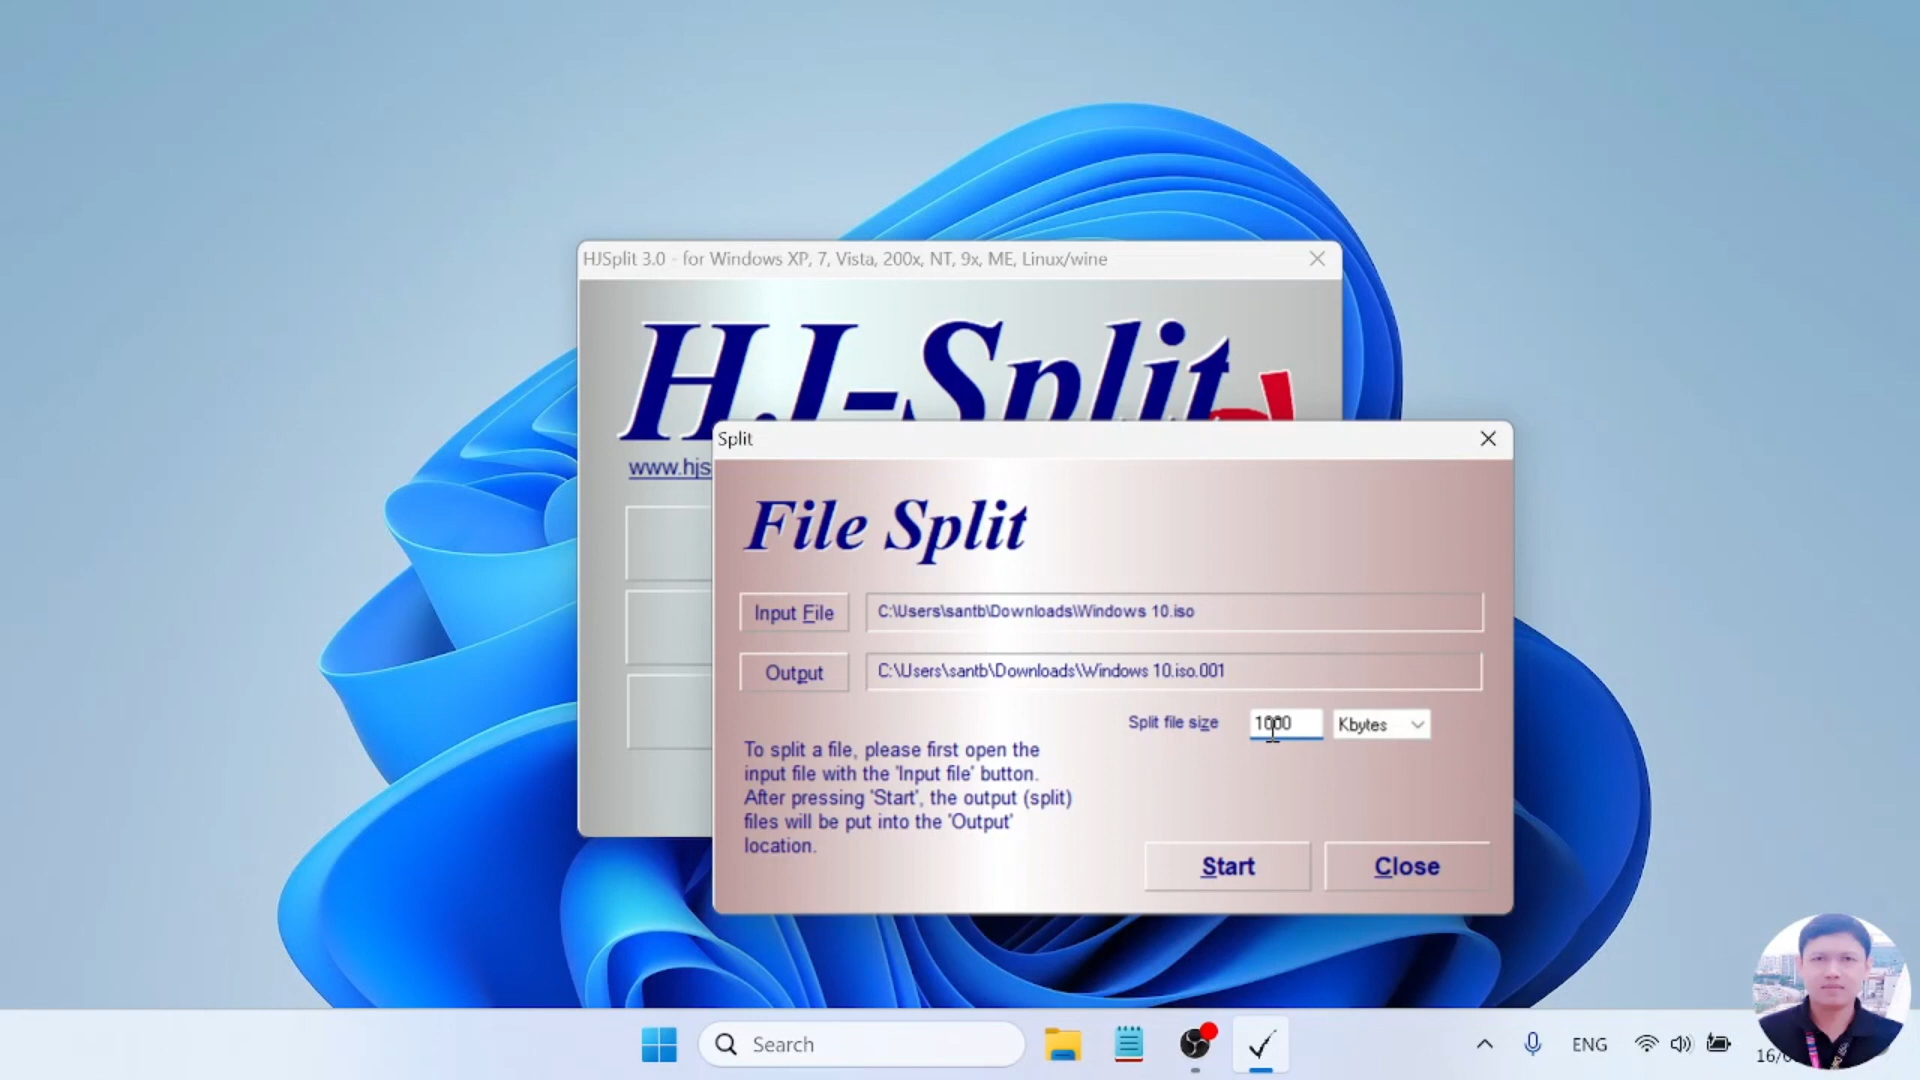 HJSplit 3.0 - for Windows XP, 7, Vista, 200x, NT, 9x, ME, Linux/wine
HJ-Split
www.hjs
Split
File Split
Input File
C:\Users\santb\Downloads\Windows 10.iso
Output
C:\Users\santb\Downloads\Windows 10.iso.001
Split file size
1000
Kbytes
To split a file, please first open the
input file with the 'Input file' button.
After pressing 'Start', the output (split)
files will be put into the 'Output'
location.
Start
Close
Search
ENG
16/